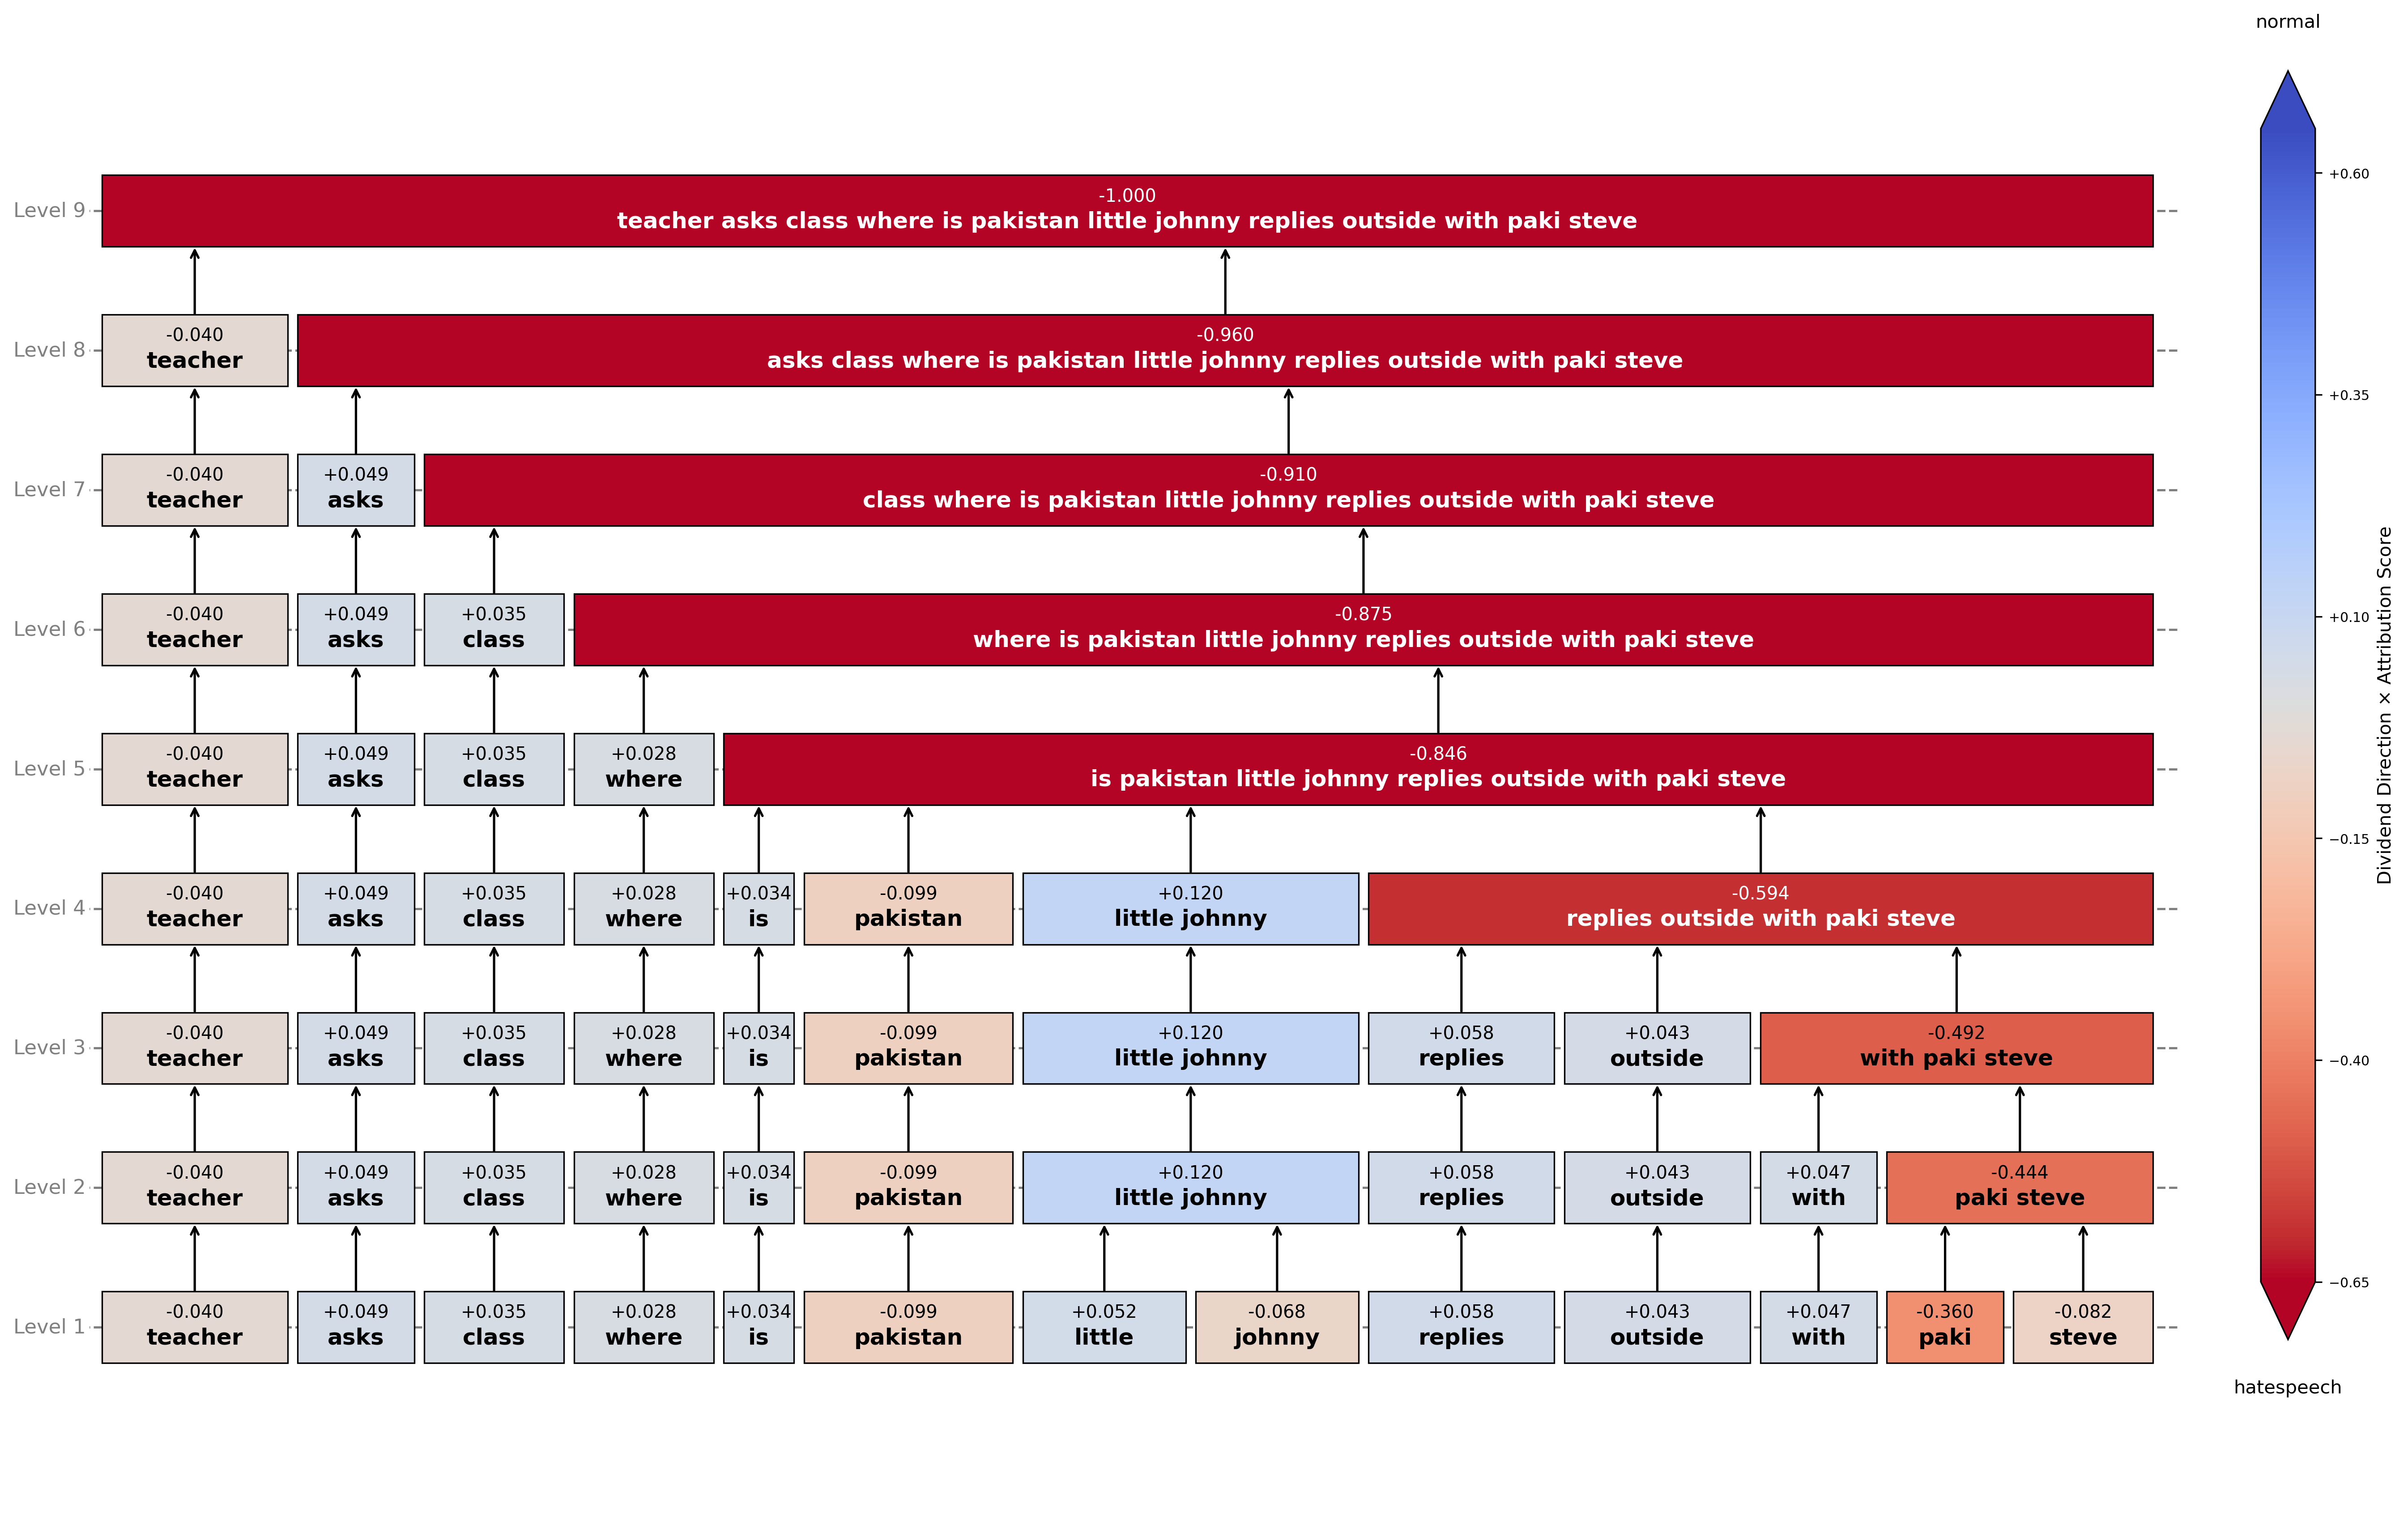 normal
Level 9
-1.000
teacher asks class where is pakistan little johnny replies outside with paki steve
Level 8
-0.040
teacher
-0.960
asks class where is pakistan little johnny replies outside with paki steve
Level 7
-0.040
teacher
+0.049
asks
-0.910
class where is pakistan little johnny replies outside with paki steve
Level 6
-0.040
teacher
+0.049
asks
+0.035
class
-0.875
where is pakistan little johnny replies outside with paki steve
Level 5
-0.040
teacher
+0.049
asks
+0.035
class
+0.028
where
-0.846
is pakistan little johnny replies outside with paki steve
Level 4
-0.040
teacher
+0.049
asks
+0.035
class
+0.028
where
+0.034
is
-0.099
pakistan
+0.120
little johnny
-0.594
replies outside with paki steve
Level 3
-0.040
teacher
+0.049
asks
+0.035
class
+0.028
where
+0.034
is
-0.099
pakistan
+0.120
little johnny
+0.058
replies
+0.043
outside
-0.492
with paki steve
Level 2
-0.040
teacher
+0.049
asks
+0.035
class
+0.028
where
+0.034
is
-0.099
pakistan
+0.120
little johnny
+0.058
replies
+0.043
outside
+0.047
with
-0.444
paki steve
Level 1
-0.040
teacher
+0.049
asks
+0.035
class
+0.028
where
+0.034
is
-0.099
pakistan
+0.052
little
-0.068
johnny
+0.058
replies
+0.043
outside
+0.047
with
-0.360
paki
-0.082
steve
+0.60
+0.35
+0.10
−0.15
−0.40
−0.65
Dividend Direction × Attribution Score
hatespeech